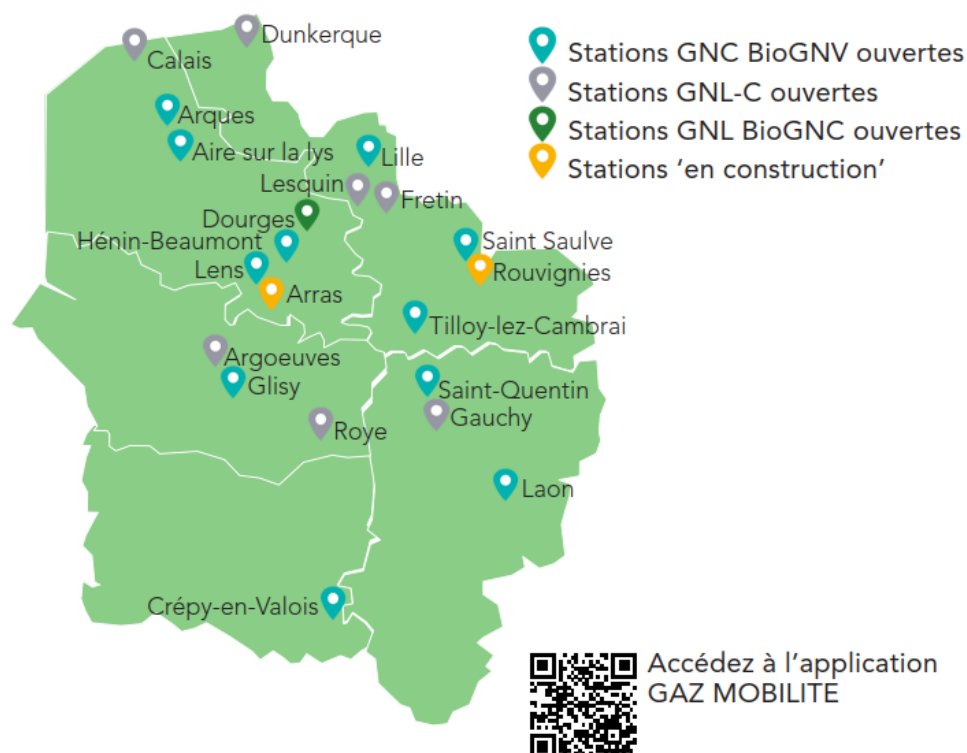 Dunkerque
Calais
Stations GNC BioGNV ouvertes
Stations GNL-C ouvertes
Stations GNL BioGNC ouvertes
Stations ‘en construction’
Arques
Aire sur la lys
Lille
Lesquin
Fretin
Dourges
Hénin-Beaumont
Saint Saulve
Lens
Rouvignies
Arras
Tilloy-lez-Cambrai
Argoeuves
Glisy
Saint-Quentin
Gauchy
Roye
Laon
Crépy-en-Valois
Accédez à l’application
GAZ MOBILITE